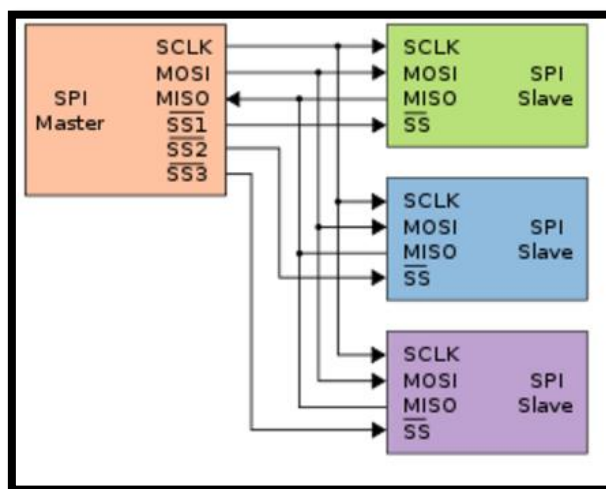 SPI
Master
SCLK
MOSI
MISO
SS1
SS2
SS3
SCLK
MOSI
MISO
SS
SPI
Slave
SCLK
MOSI
MISO
SS
SPI
Slave
SCLK
MOSI
MISO
SS
SPI
Slave